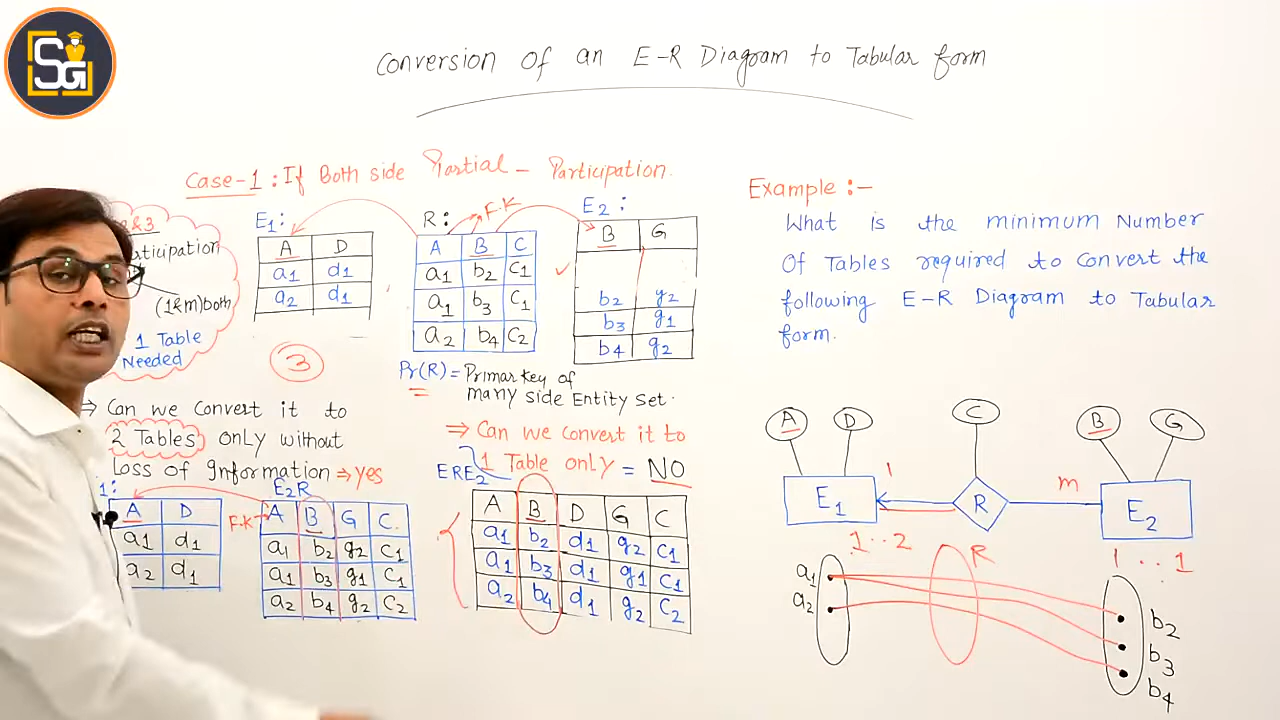 SG
Conversion of an E-R Diagram to Tabular form
Case-1 : If Both side Partial - Participation.
&3
articipation
(1&m)both
1 Table
Needed
E1:
A D
a1 d1
a2 d1
3
R:
F.K
A B C
a1 b2 C1
a1 b3 C1
a2 b4 C2
E2 :
B G
b2 g2
b3 g1
b4 g2
Pr(R) = Primarkey of
many side Entity Set.
⇒ Can we Convert it to
2 Tables only without
Loss of Information ⇒ yes
1:
A D
a1 d1
a2 d1
F.K
E2R
A B G C.
a1 b2 g2 C1
a1 b3 g1 C1
a2 b4 g2 C2
⇒ Can we Convert it to
1 Table only = NO
ERE2
A B D G C
a1 b2 d1 g2 C1
a1 b3 d1 g1 C1
a2 b4 d1 g2 C2
Example :-
What is the minimum Number
Of Tables required to Convert the
following E-R Diagram to Tabular
form.
A D C B G
E1 1 R m E2
1..2 1..1
R
a1
a2
b2
b3
b4